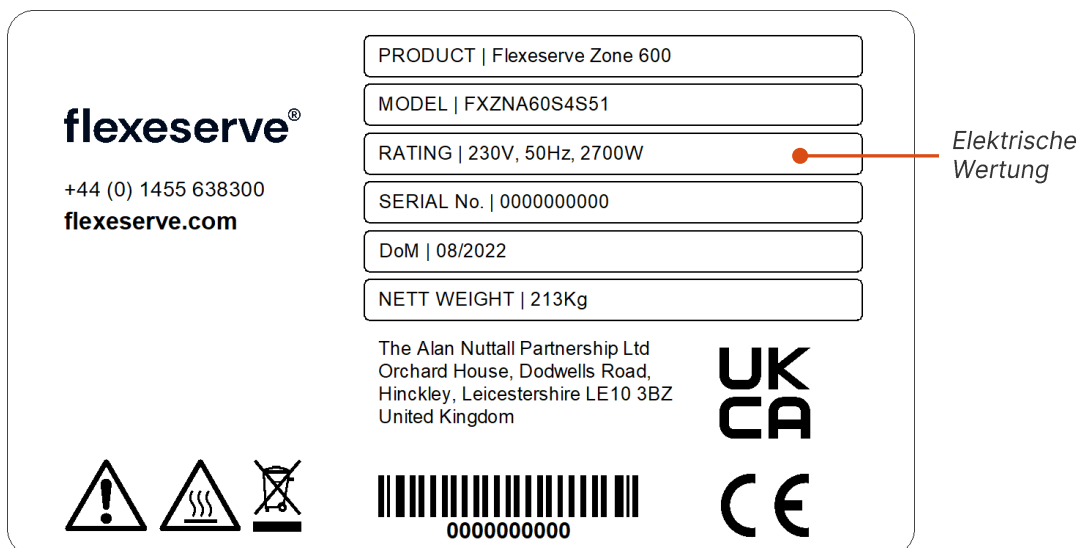 flexeserve®
+44 (0) 1455 638300
flexeserve.com
PRODUCT | Flexeserve Zone 600
MODEL | FXZNA60S4S51
RATING | 230V, 50Hz, 2700W
SERIAL No. | 0000000000
DoM | 08/2022
NETT WEIGHT | 213Kg
Elektrische
Wertung
The Alan Nuttall Partnership Ltd
Orchard House, Dodwells Road,
Hinckley, Leicestershire LE10 3BZ
United Kingdom
UK
CA
0000000000
CE